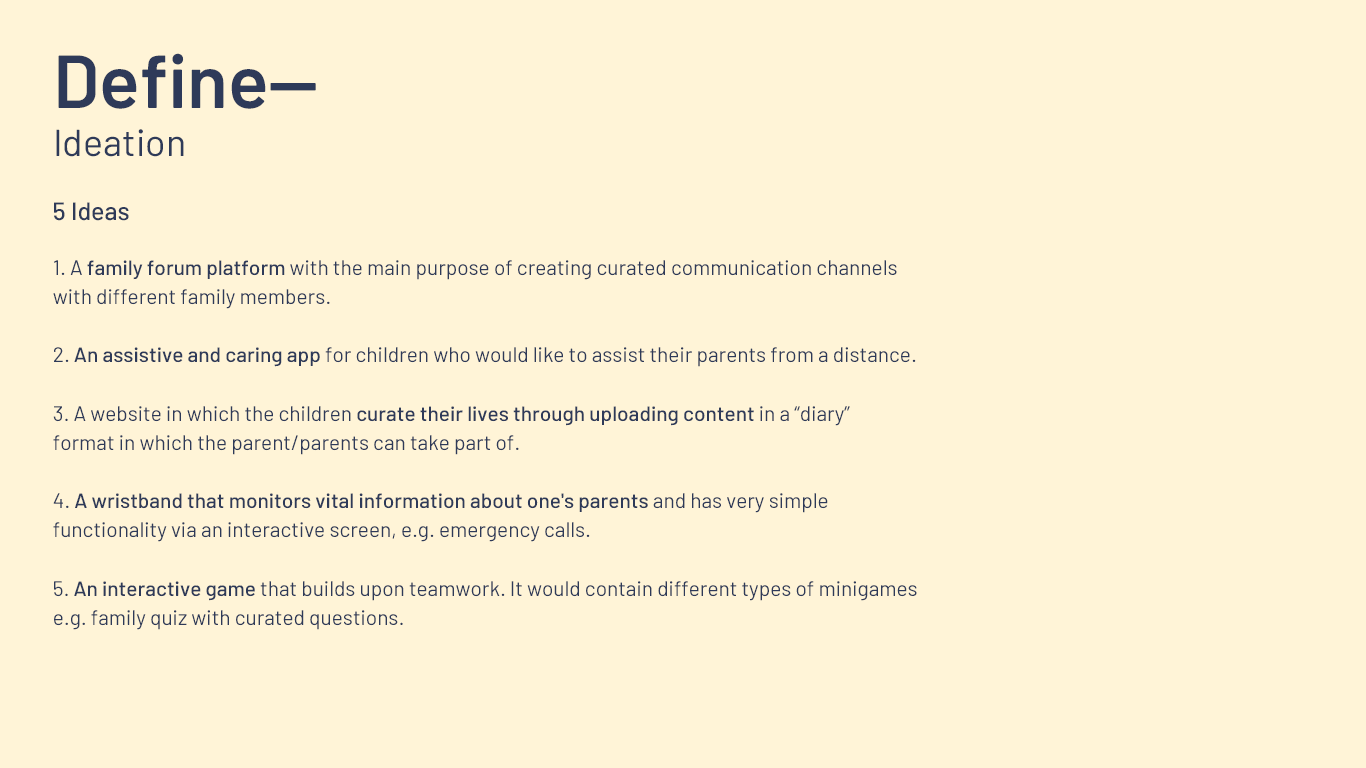 Define—
Ideation
5 Ideas
1. A family forum platform with the main purpose of creating curated communication channels
with different family members.
2. An assistive and caring app for children who would like to assist their parents from a distance.
3. A website in which the children curate their lives through uploading content in a “diary”
format in which the parent/parents can take part of.
4. A wristband that monitors vital information about one's parents and has very simple
functionality via an interactive screen, e.g. emergency calls.
5. An interactive game that builds upon teamwork. It would contain different types of minigames
e.g. family quiz with curated questions.